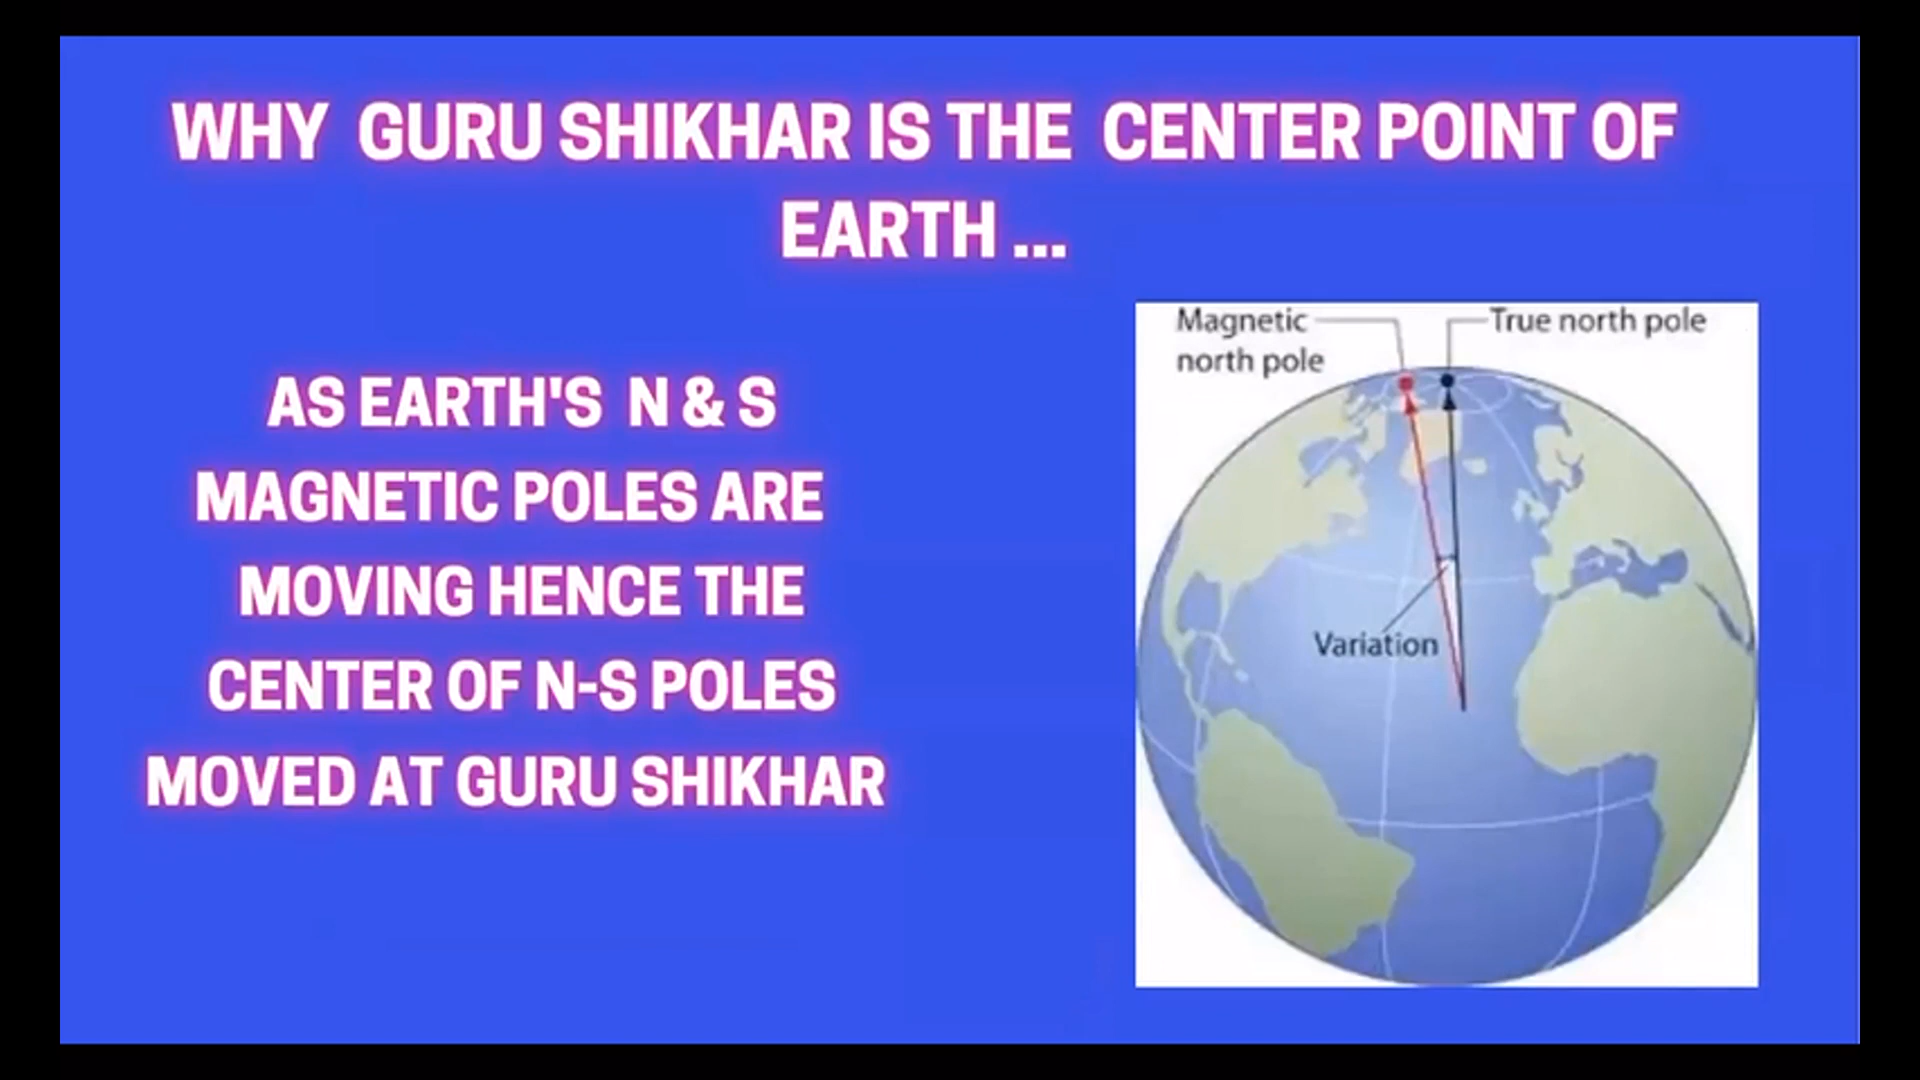 WHY GURU SHIKHAR IS THE CENTER POINT OF
EARTH ...
AS EARTH'S N & S
MAGNETIC POLES ARE
MOVING HENCE THE
CENTER OF N-S POLES
MOVED AT GURU SHIKHAR
Magnetic
north pole
True north pole
Variation